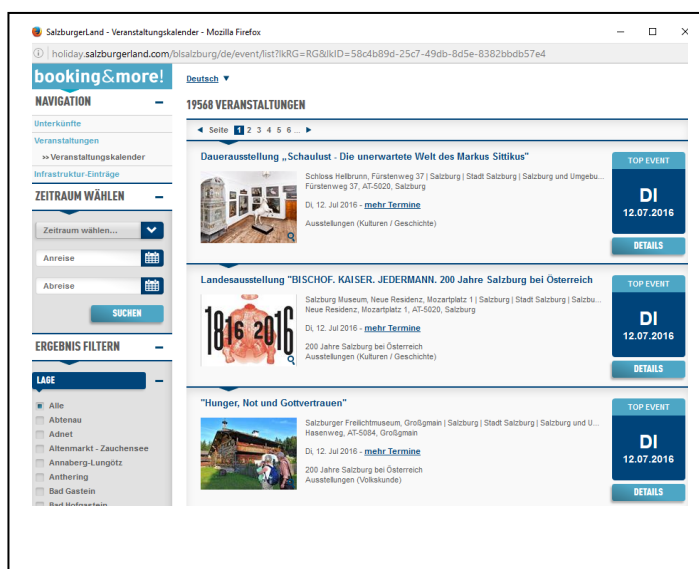 SalzburgerLand - Veranstaltungskalender - Mozilla Firefox
holiday.salzburgerland.com/blsalzburg/de/event/list?lkRG=RG&lkID=58c4b89d-25c7-49db-8d5e-8382bbdb57e4
booking&more!
Deutsch ▼
NAVIGATION –
Unterkünfte
Veranstaltungen
>> Veranstaltungskalender
Infrastruktur-Einträge
ZEITRAUM WÄHLEN –
Zeitraum wählen...
Anreise
Abreise
SUCHEN
ERGEBNIS FILTERN –
LAGE –
Alle
Abtenau
Adnet
Altenmarkt - Zauchensee
Annaberg-Lungötz
Anthering
Bad Gastein
Bad Hofgastein
19568 VERANSTALTUNGEN
◄ Seite 1 2 3 4 5 6 ... ►
Dauerausstellung „Schaulust - Die unerwartete Welt des Markus Sittikus"
Schloss Hellbrunn, Fürstenweg 37 | Salzburg | Stadt Salzburg | Salzburg und Umgebu...
Fürstenweg 37, AT-5020, Salzburg
Di, 12. Jul 2016 - mehr Termine
Ausstellungen (Kulturen / Geschichte)
TOP EVENT
DI
12.07.2016
DETAILS
Landesausstellung "BISCHOF. KAISER. JEDERMANN. 200 Jahre Salzburg bei Österreich
1816 2016
Salzburg Museum, Neue Residenz, Mozartplatz 1 | Salzburg | Stadt Salzburg | Salzbu...
Neue Residenz, Mozartplatz 1, AT-5020, Salzburg
Di, 12. Jul 2016 - mehr Termine
200 Jahre Salzburg bei Österreich
Ausstellungen (Kulturen / Geschichte)
TOP EVENT
DI
12.07.2016
DETAILS
"Hunger, Not und Gottvertrauen"
Salzburger Freilichtmuseum, Großgmain | Salzburg | Stadt Salzburg | Salzburg und U...
Hasenweg, AT-5084, Großgmain
Di, 12. Jul 2016 - mehr Termine
200 Jahre Salzburg bei Österreich
Ausstellungen (Volkskunde)
TOP EVENT
DI
12.07.2016
DETAILS